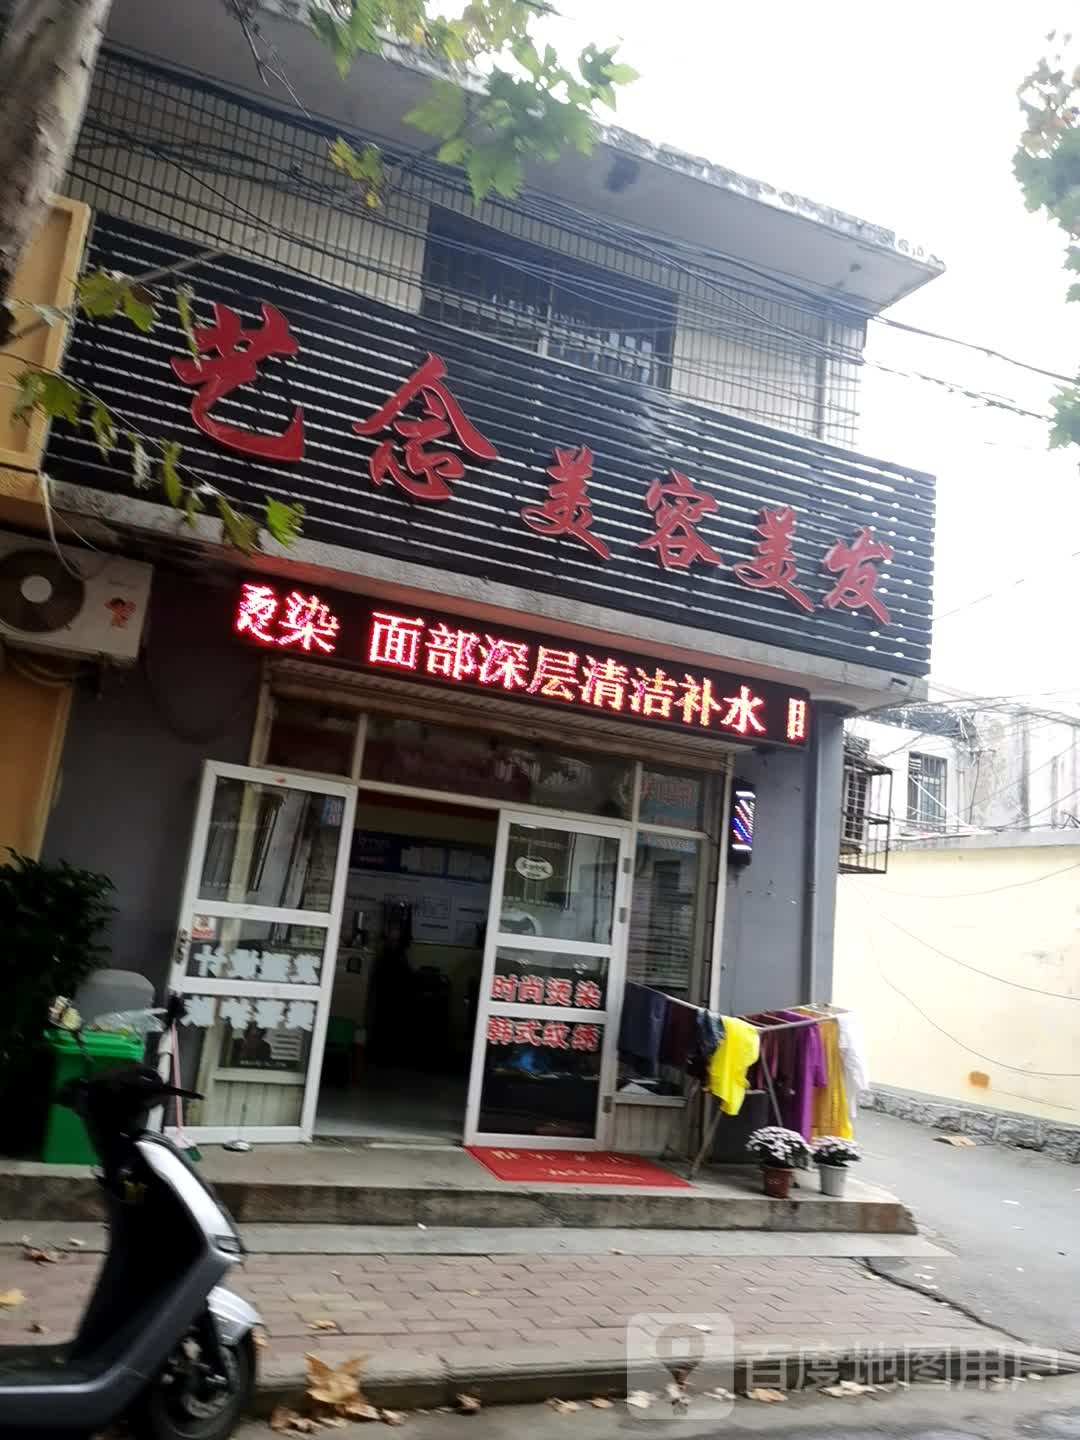 艺念美容美发
烫染 面部深层清洁补水
时尚烫染
韩式纹绣
百度地图用户